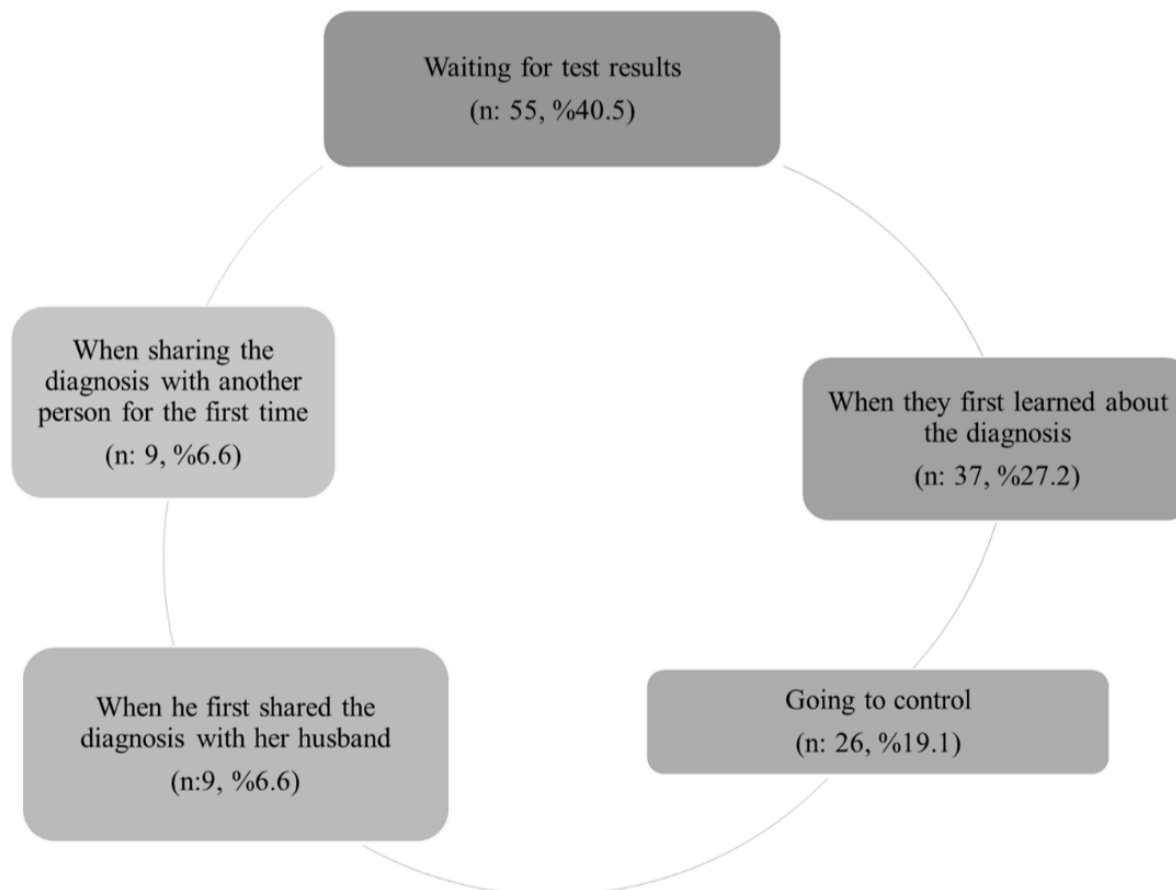 Waiting for test results
(n: 55, %40.5)
When they first learned about
the diagnosis
(n: 37, %27.2)
Going to control
(n: 26, %19.1)
When he first shared the
diagnosis with her husband
(n:9, %6.6)
When sharing the
diagnosis with another
person for the first time
(n: 9, %6.6)